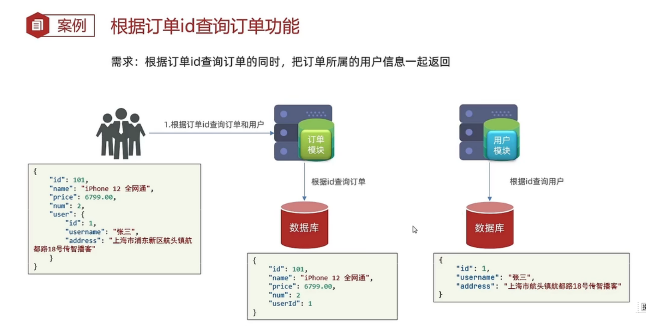 案例
根据订单id查询订单功能
需求：根据订单id查询订单的同时，把订单所属的用户信息一起返回
1.根据订单id查询订单和用户
订单
模块
用户
模块
根据id查询订单
根据id查询用户
数据库
数据库
{
"id": 101,
"name": "iPhone 12 全网通",
"price": 6799.00,
"num": 2,
"user": {
"id": 1,
"username": "张三",
"address": "上海市浦东新区航头镇航
都路18号传智播客"
}
}
{
"id": 101,
"name": "iPhone 12 全网通",
"price": 6799.00,
"num": 2
"userId": 1
}
{
"id": 1,
"username": "张三",
"address": "上海市航头镇航都路18号传智播客"
}